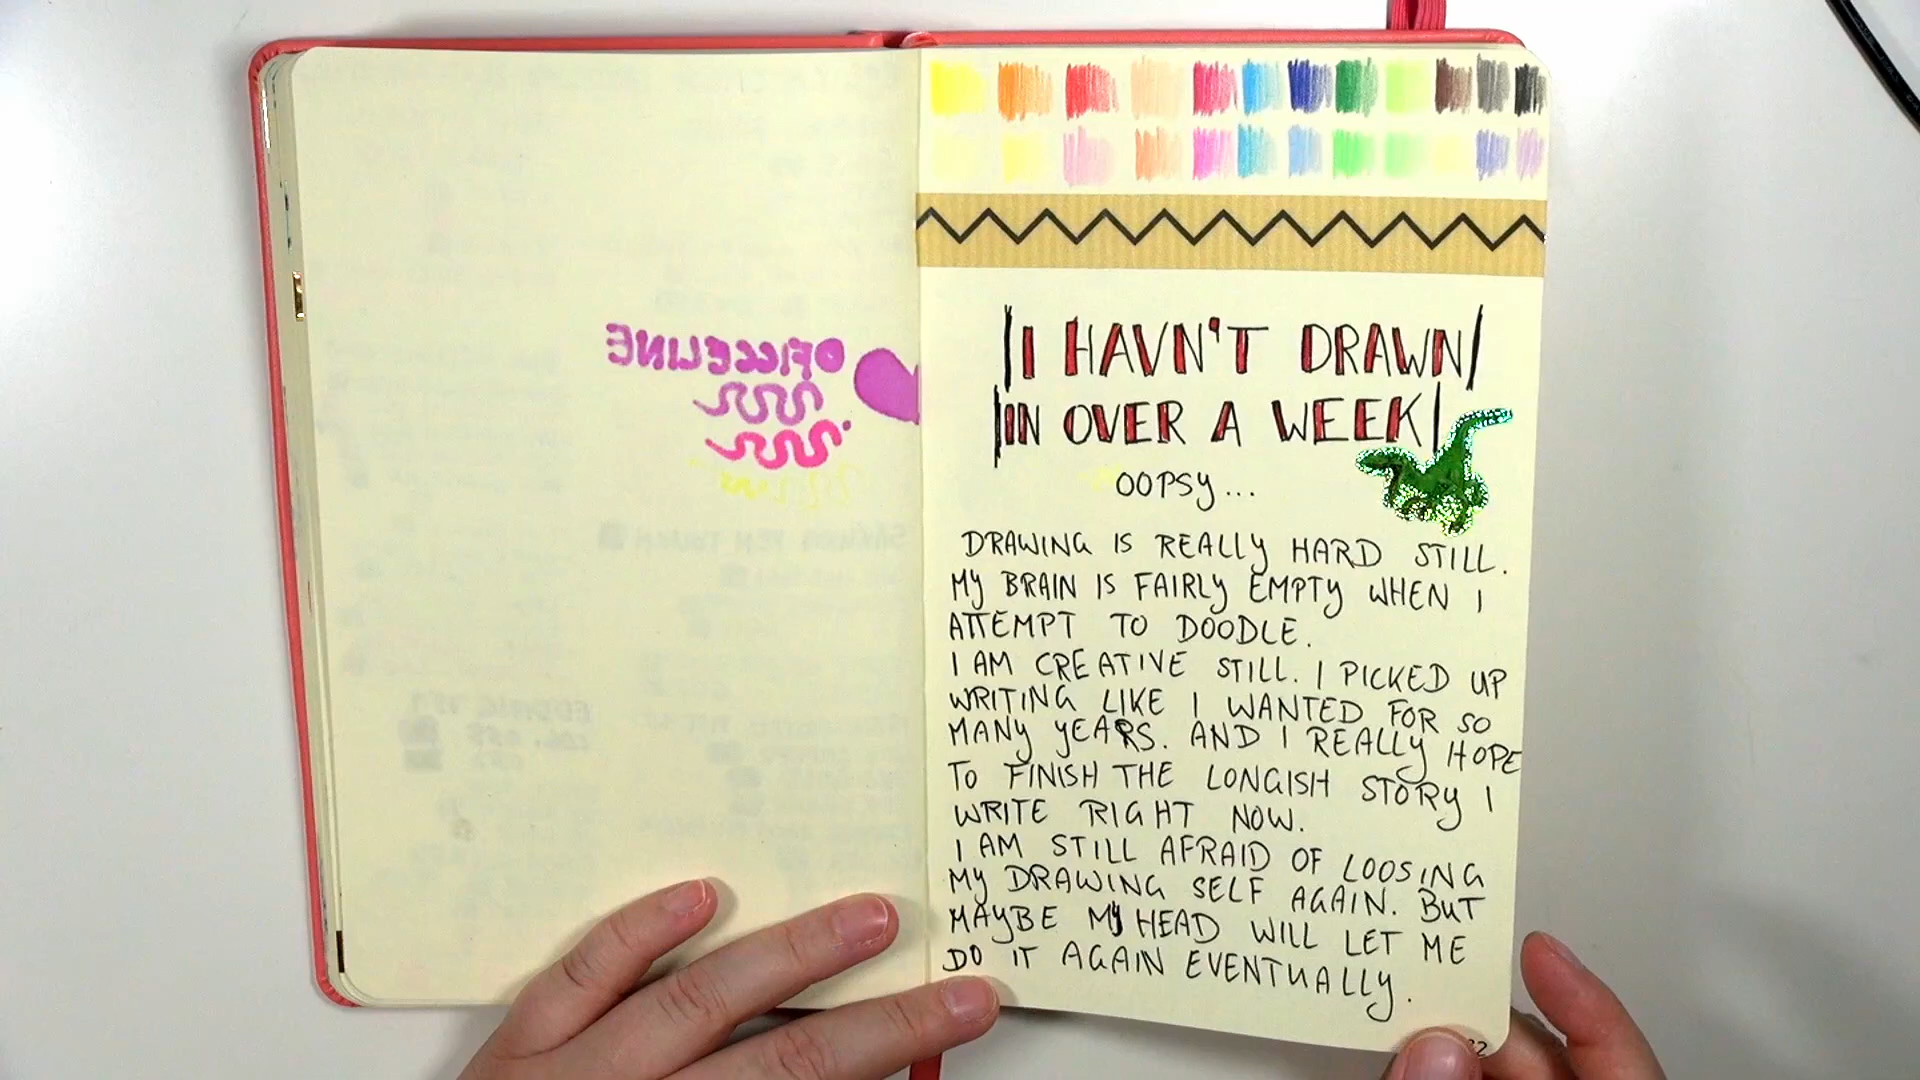 OFFICELINE
I HAVN'T DRAWN
IN OVER A WEEK
OOPSY...
DRAWING IS REALLY HARD STILL.
MY BRAIN IS FAIRLY EMPTY WHEN I
ATTEMPT TO DOODLE.
I AM CREATIVE STILL. I PICKED UP
WRITING LIKE I WANTED FOR SO
MANY YEARS. AND I REALLY HOPE
TO FINISH THE LONGISH STORY I
WRITE RIGHT NOW.
I AM STILL AFRAID OF LOOSING
MY DRAWING SELF AGAIN. BUT
MAYBE MY HEAD WILL LET ME
DO IT AGAIN EVENTUALLY.